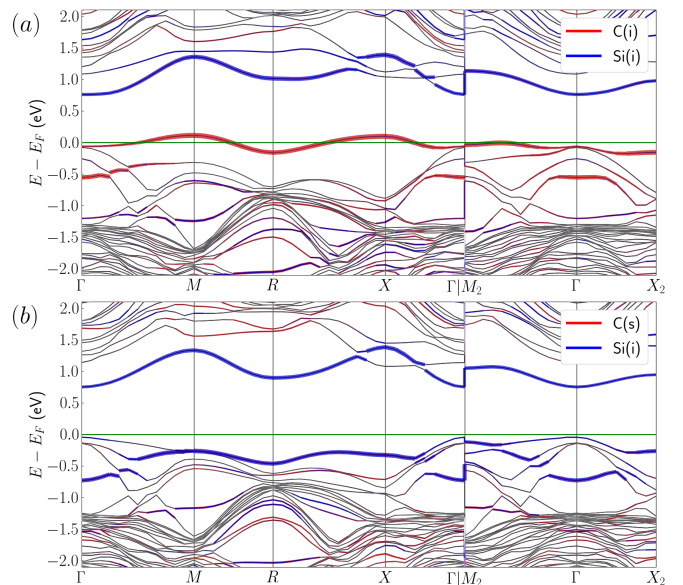 (a)
E − E_F (eV)
2.0
1.5
1.0
0.5
0.0
−0.5
−1.0
−1.5
−2.0
C(i)
Si(i)
Γ M R X Γ|M₂ Γ X₂
(b)
E − E_F (eV)
2.0
1.5
1.0
0.5
0.0
−0.5
−1.0
−1.5
−2.0
C(s)
Si(i)
Γ M R X Γ|M₂ Γ X₂